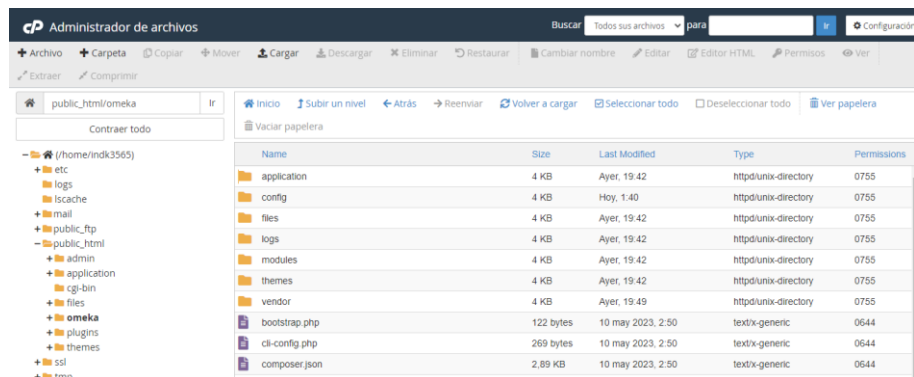 cP Administrador de archivos
Buscar Todos sus archivos para Ir Configuración
Archivo Carpeta Copiar Mover Cargar Descargar Eliminar Restaurar Cambiar nombre Editar Editor HTML Permisos Ver
Extraer Comprimir
public_html/omeka Ir
Contraer todo
(/home/indk3565)
etc
logs
lscache
mail
public_ftp
public_html
admin
application
cgi-bin
files
omeka
plugins
themes
ssl
tmp
Inicio Subir un nivel Atrás Reenviar Volver a cargar Seleccionar todo Deseleccionar todo Ver papelera
Vaciar papelera
Name Size Last Modified Type Permissions
application 4 KB Ayer, 19:42 httpd/unix-directory 0755
config 4 KB Hoy, 1:40 httpd/unix-directory 0755
files 4 KB Ayer, 19:42 httpd/unix-directory 0755
logs 4 KB Ayer, 19:42 httpd/unix-directory 0755
modules 4 KB Ayer, 19:42 httpd/unix-directory 0755
themes 4 KB Ayer, 19:42 httpd/unix-directory 0755
vendor 4 KB Ayer, 19:49 httpd/unix-directory 0755
bootstrap.php 122 bytes 10 may 2023, 2:50 text/x-generic 0644
cli-config.php 269 bytes 10 may 2023, 2:50 text/x-generic 0644
composer.json 2,89 KB 10 may 2023, 2:50 text/x-generic 0644